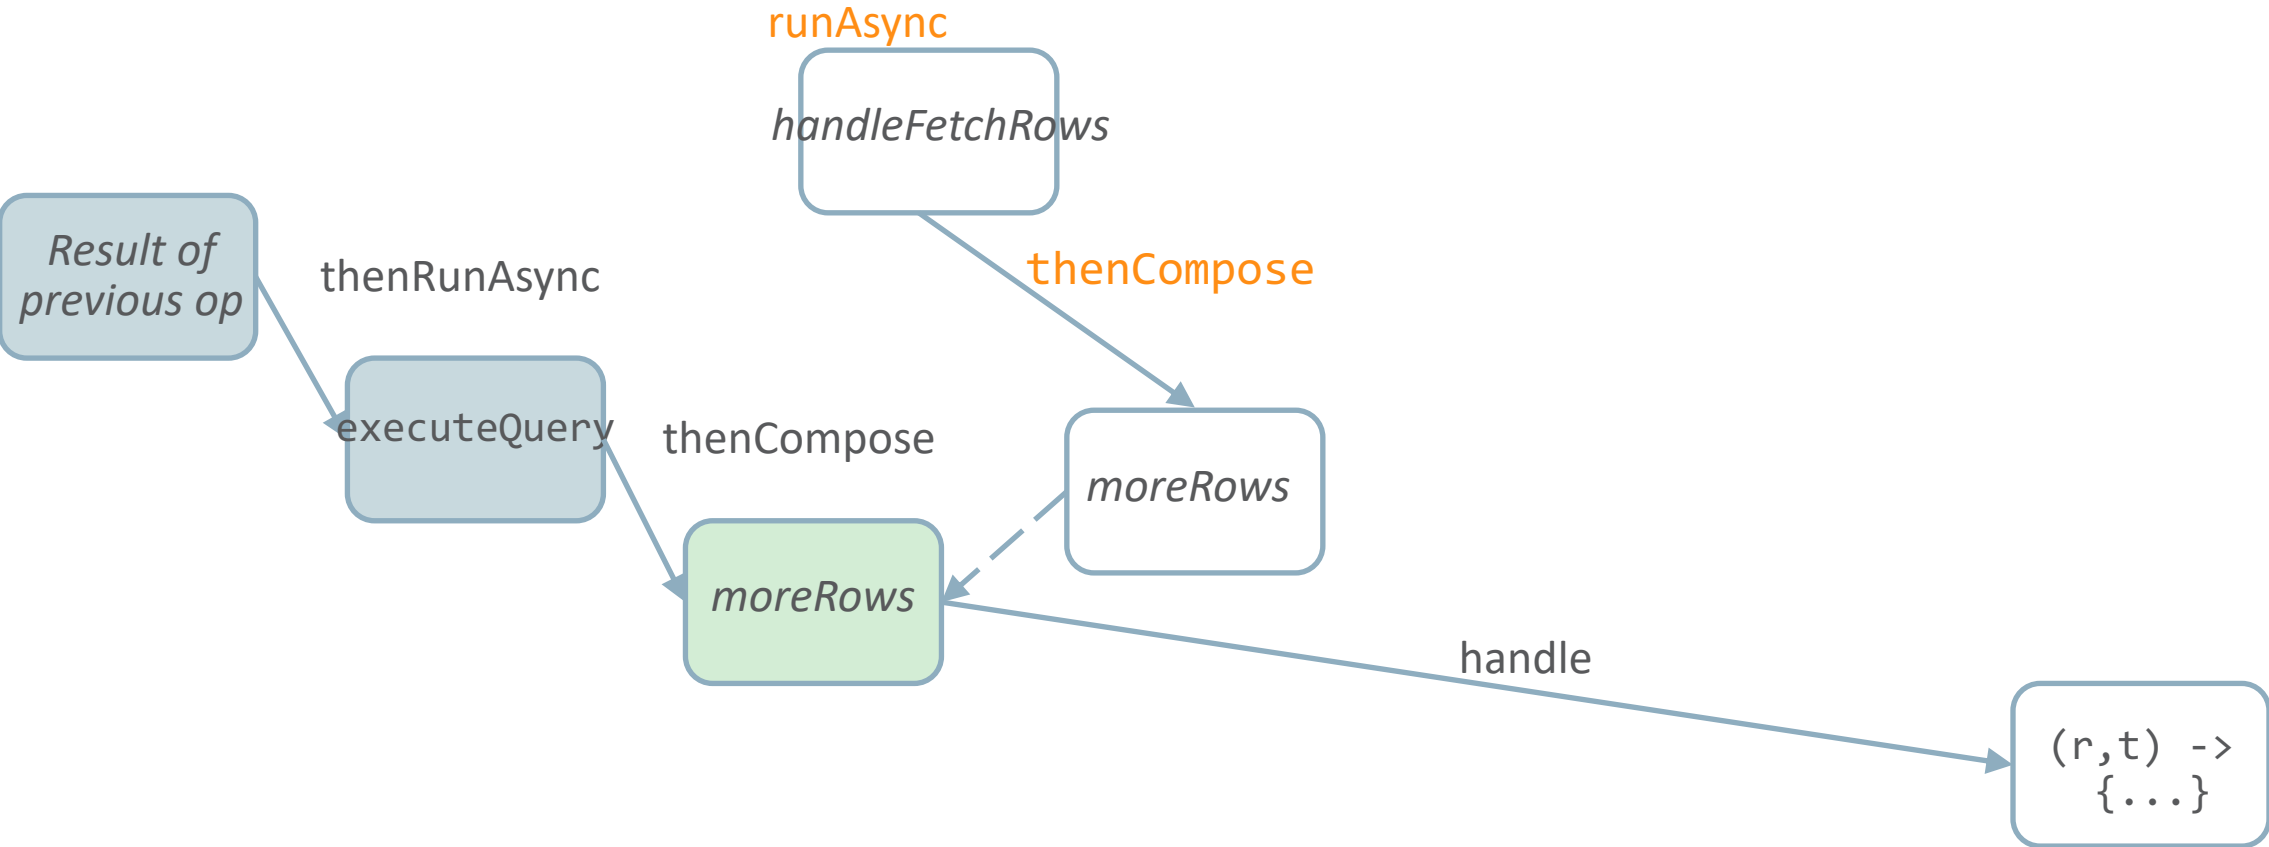 runAsync
handleFetchRows
Result of
previous op
thenRunAsync
thenCompose
executeQuery
thenCompose
moreRows
moreRows
handle
(r,t) ->
{...}